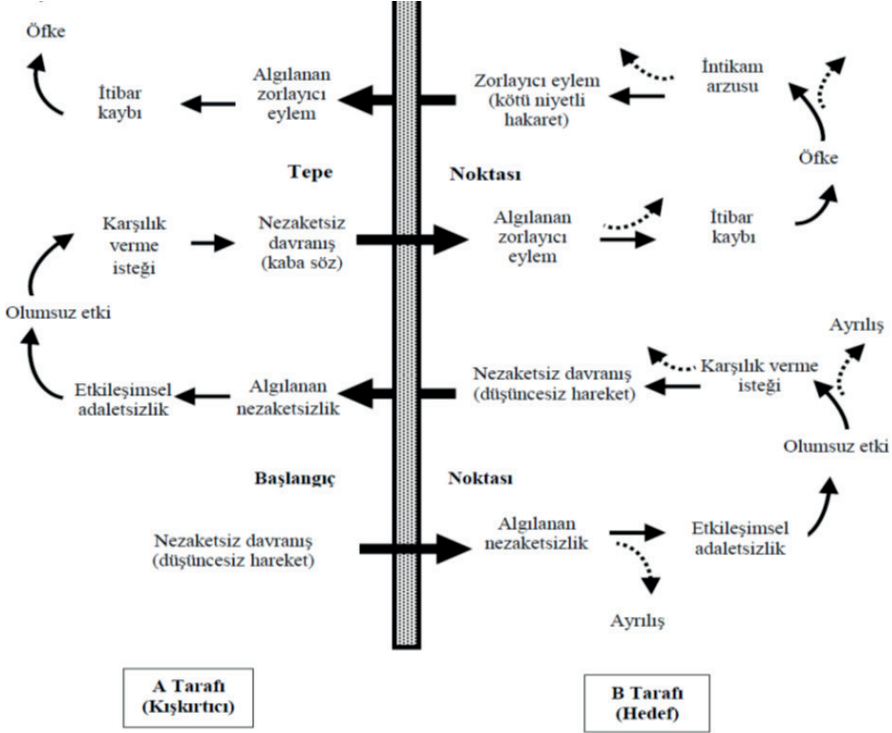 Öfke
İtibar
kaybı
Algılanan
zorlayıcı
eylem
Zorlayıcı eylem
(kötü niyetli
hakaret)
İntikam
arzusu
Öfke
Tepe
Noktası
Karşılık
verme
isteği
Nezaketsiz
davranış
(kaba söz)
Algılanan
zorlayıcı
eylem
İtibar
kaybı
Olumsuz etki
Ayrılış
Etkileşimsel
adaletsizlik
Algılanan
nezaketsizlik
Nezaketsiz davranış
(düşüncesiz hareket)
Karşılık verme
isteği
Olumsuz etki
Başlangıç
Noktası
Nezaketsiz davranış
(düşüncesiz hareket)
Algılanan
nezaketsizlik
Etkileşimsel
adaletsizlik
Ayrılış
A Tarafı
(Kışkırtıcı)
B Tarafı
(Hedef)